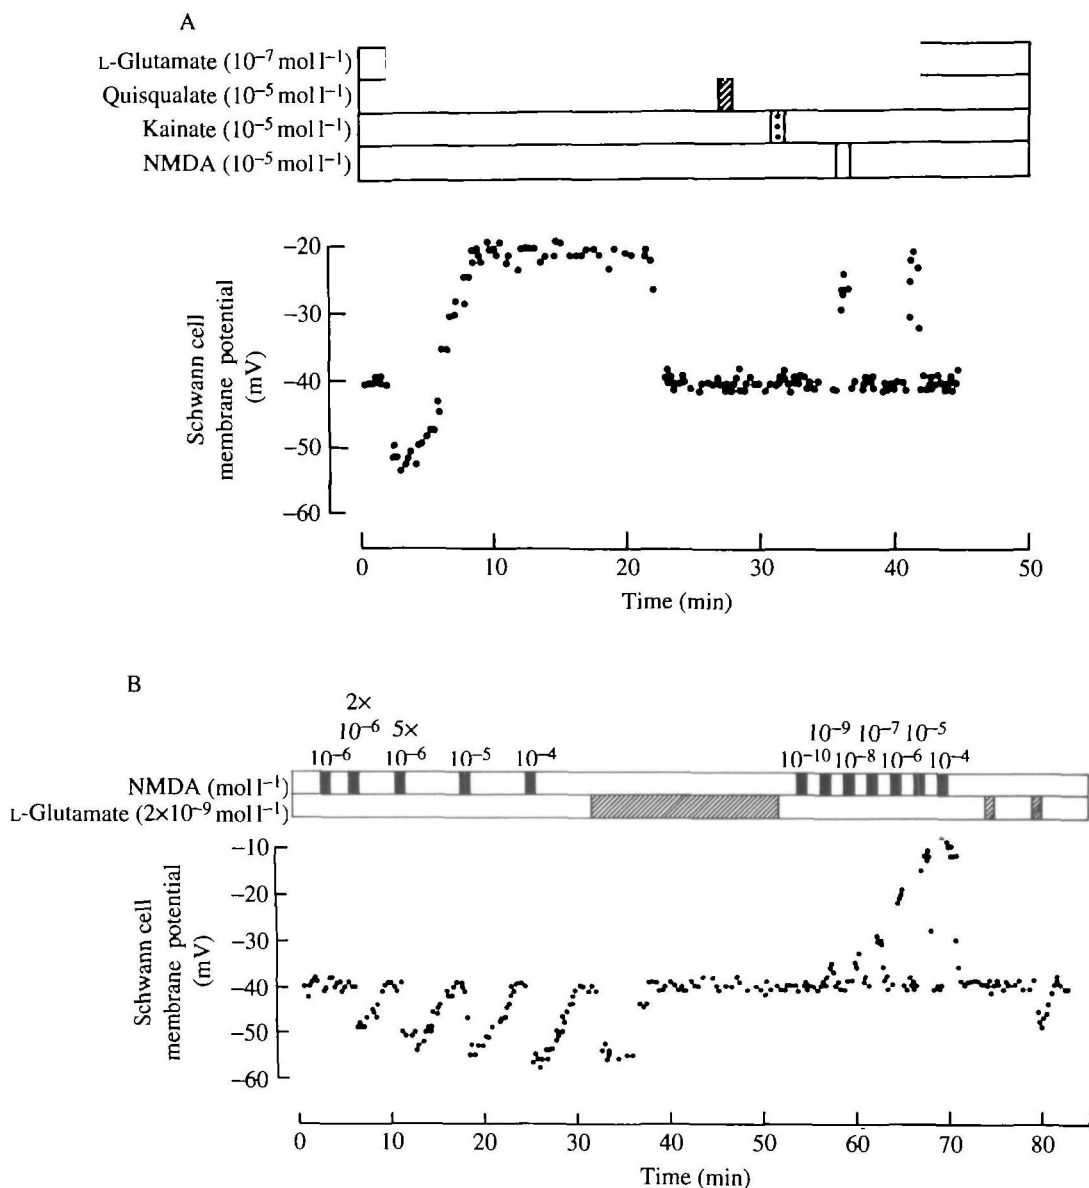 A
L-Glutamate (10⁻⁷ mol l⁻¹)
Quisqualate (10⁻⁵ mol l⁻¹)
Kainate (10⁻⁵ mol l⁻¹)
NMDA (10⁻⁵ mol l⁻¹)
−20
−30
−40
−50
−60
Schwann cell
membrane potential
(mV)
0 10 20 30 40 50
Time (min)
B
2×
10⁻⁶ 5× 10⁻⁹ 10⁻⁷ 10⁻⁵
10⁻⁶ 10⁻⁶ 10⁻⁵ 10⁻⁴ 10⁻¹⁰ 10⁻⁸ 10⁻⁶ 10⁻⁴
NMDA (mol l⁻¹)
L-Glutamate (2×10⁻⁹ mol l⁻¹)
−10
−20
−30
−40
−50
−60
Schwann cell
membrane potential
(mV)
0 10 20 30 40 50 60 70 80
Time (min)